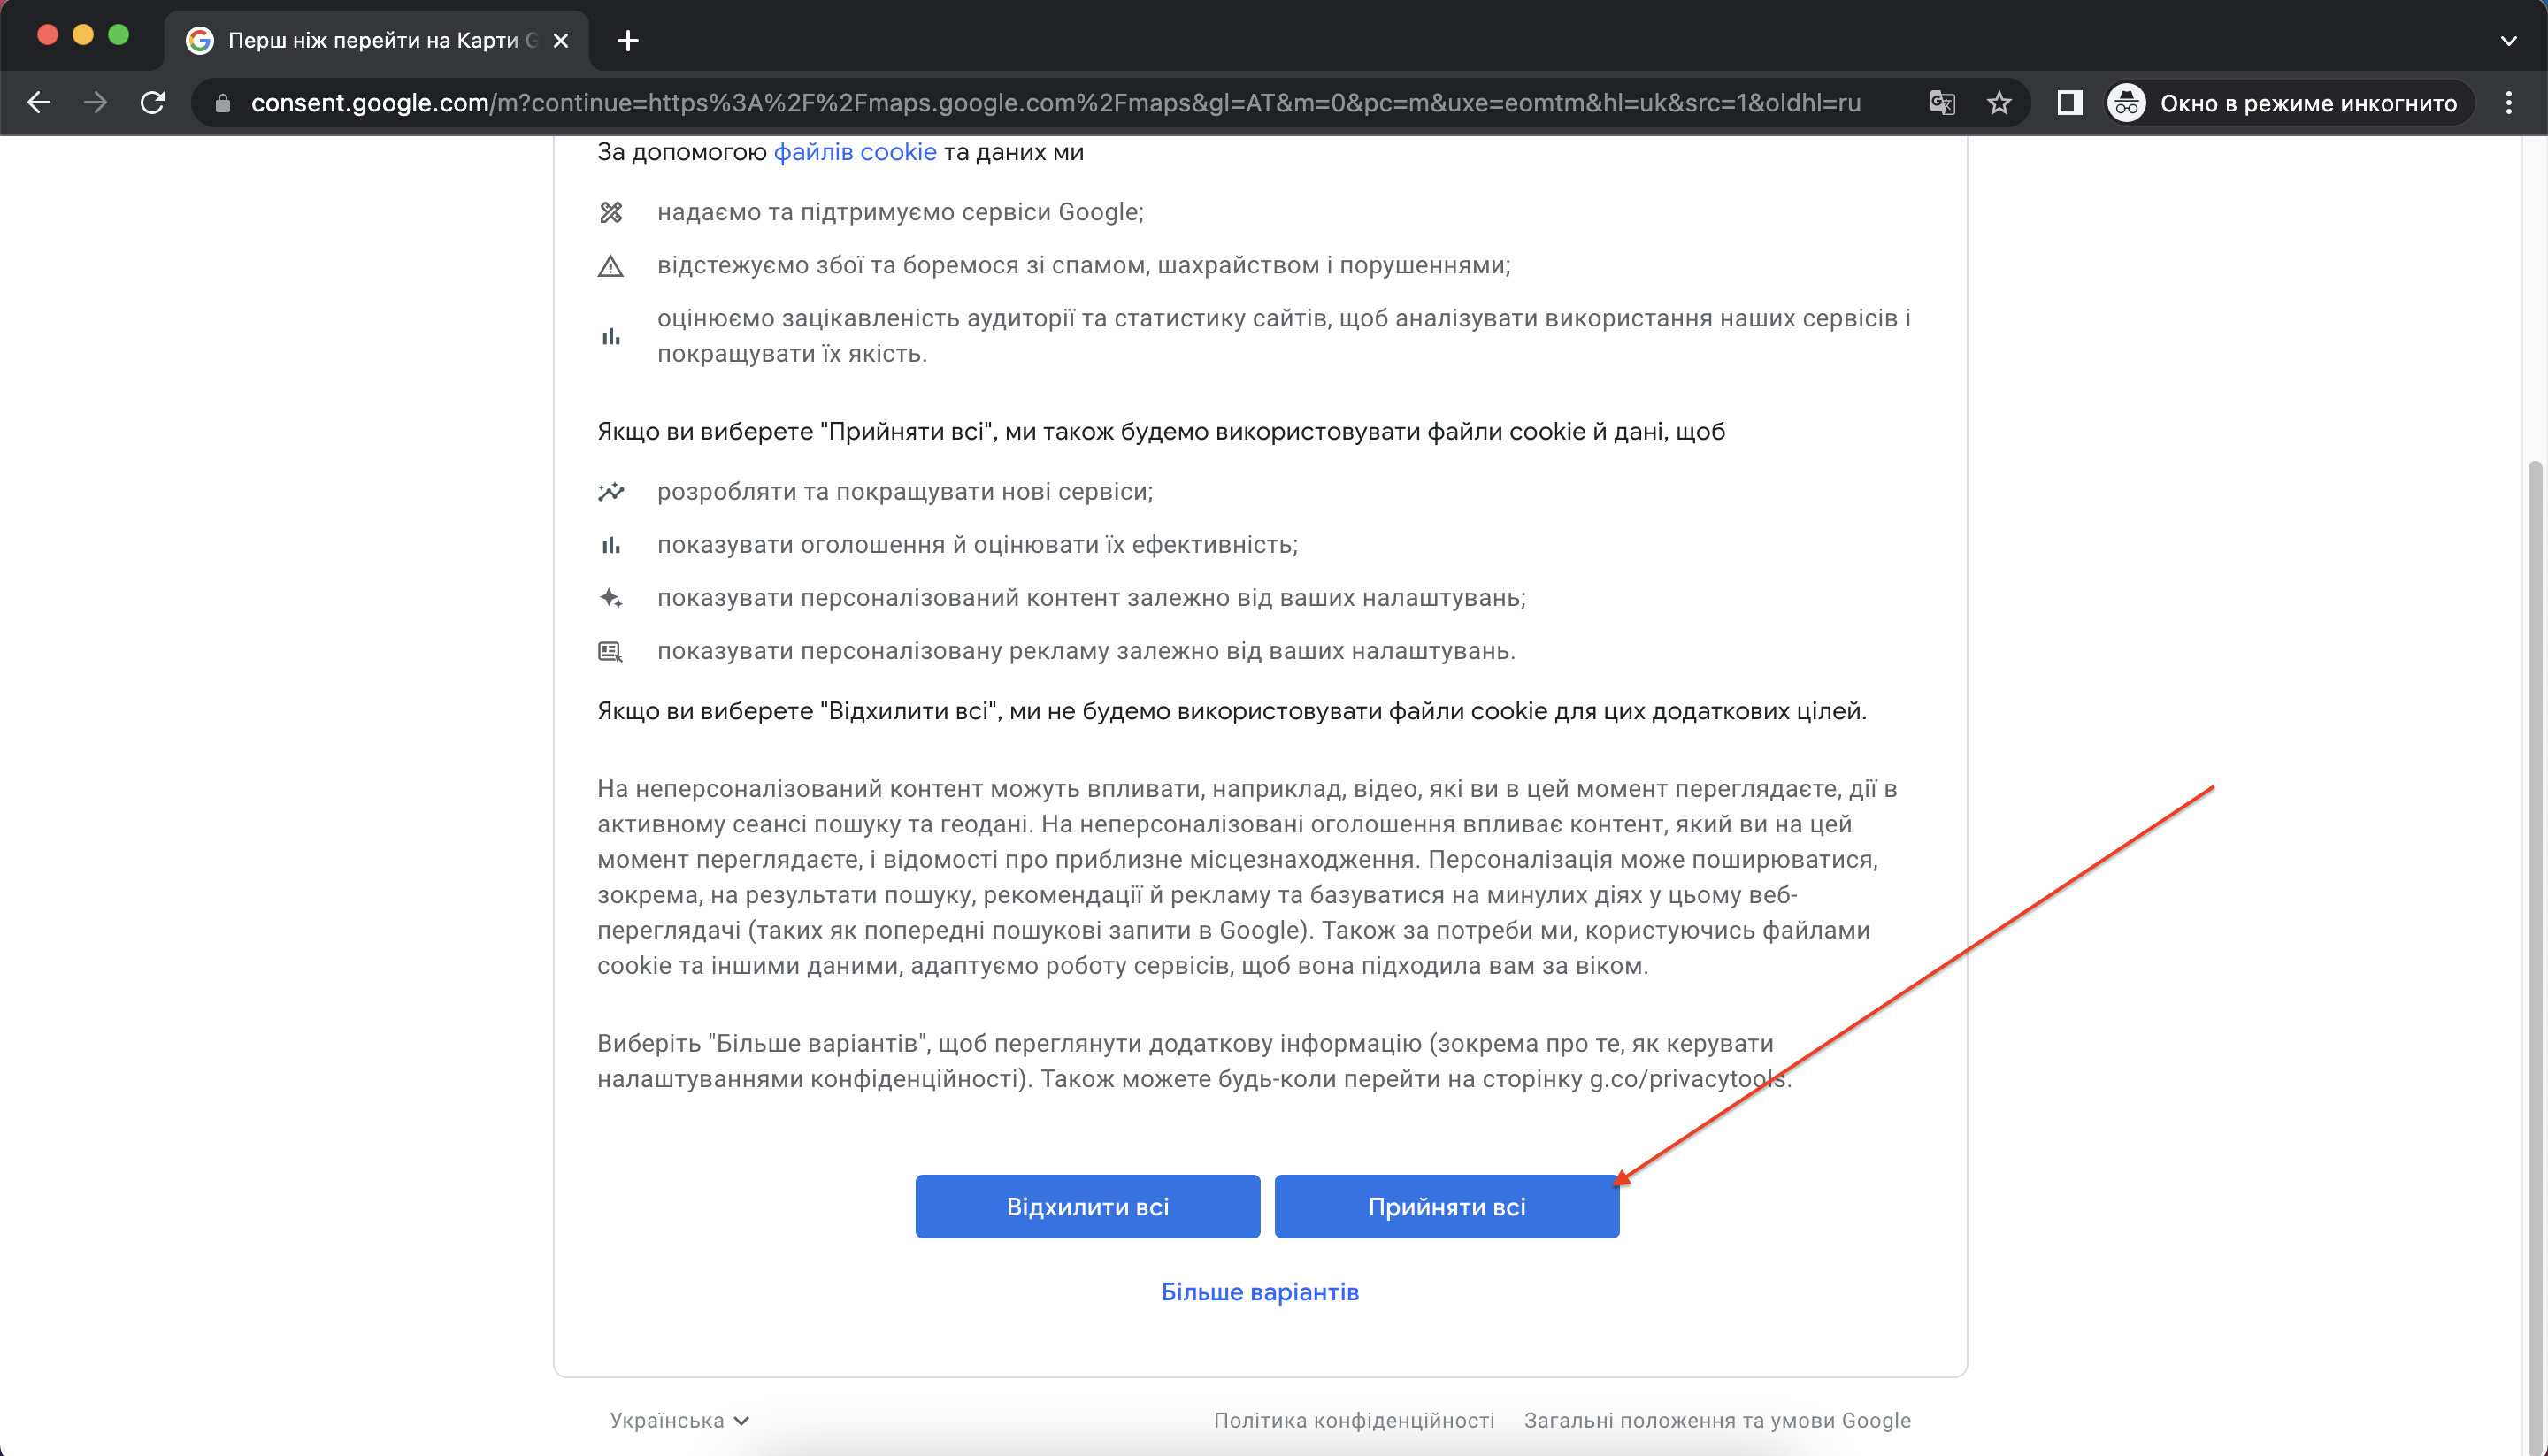 Перш ніж перейти на Карти G
consent.google.com/m?continue=https%3A%2F%2Fmaps.google.com%2Fmaps&gl=AT&m=0&pc=m&uxe=eomtm&hl=uk&src=1&oldhl=ru
Окно в режиме инкогнито
За допомогою файлів cookie та даних ми
надаємо та підтримуємо сервіси Google;
відстежуємо збої та боремося зі спамом, шахрайством і порушеннями;
оцінюємо зацікавленість аудиторії та статистику сайтів, щоб аналізувати використання наших сервісів і
покращувати їх якість.
Якщо ви виберете "Прийняти всі", ми також будемо використовувати файли cookie й дані, щоб
розробляти та покращувати нові сервіси;
показувати оголошення й оцінювати їх ефективність;
показувати персоналізований контент залежно від ваших налаштувань;
показувати персоналізовану рекламу залежно від ваших налаштувань.
Якщо ви виберете "Відхилити всі", ми не будемо використовувати файли cookie для цих додаткових цілей.
На неперсоналізований контент можуть впливати, наприклад, відео, які ви в цей момент переглядаєте, дії в
активному сеансі пошуку та геодані. На неперсоналізовані оголошення впливає контент, який ви на цей
момент переглядаєте, і відомості про приблизне місцезнаходження. Персоналізація може поширюватися,
зокрема, на результати пошуку, рекомендації й рекламу та базуватися на минулих діях у цьому веб-
переглядачі (таких як попередні пошукові запити в Google). Також за потреби ми, користуючись файлами
cookie та іншими даними, адаптуємо роботу сервісів, щоб вона підходила вам за віком.
Виберіть "Більше варіантів", щоб переглянути додаткову інформацію (зокрема про те, як керувати
налаштуваннями конфіденційності). Також можете будь-коли перейти на сторінку g.co/privacytools.
Відхилити всі
Прийняти всі
Більше варіантів
Українська
Політика конфіденційності
Загальні положення та умови Google